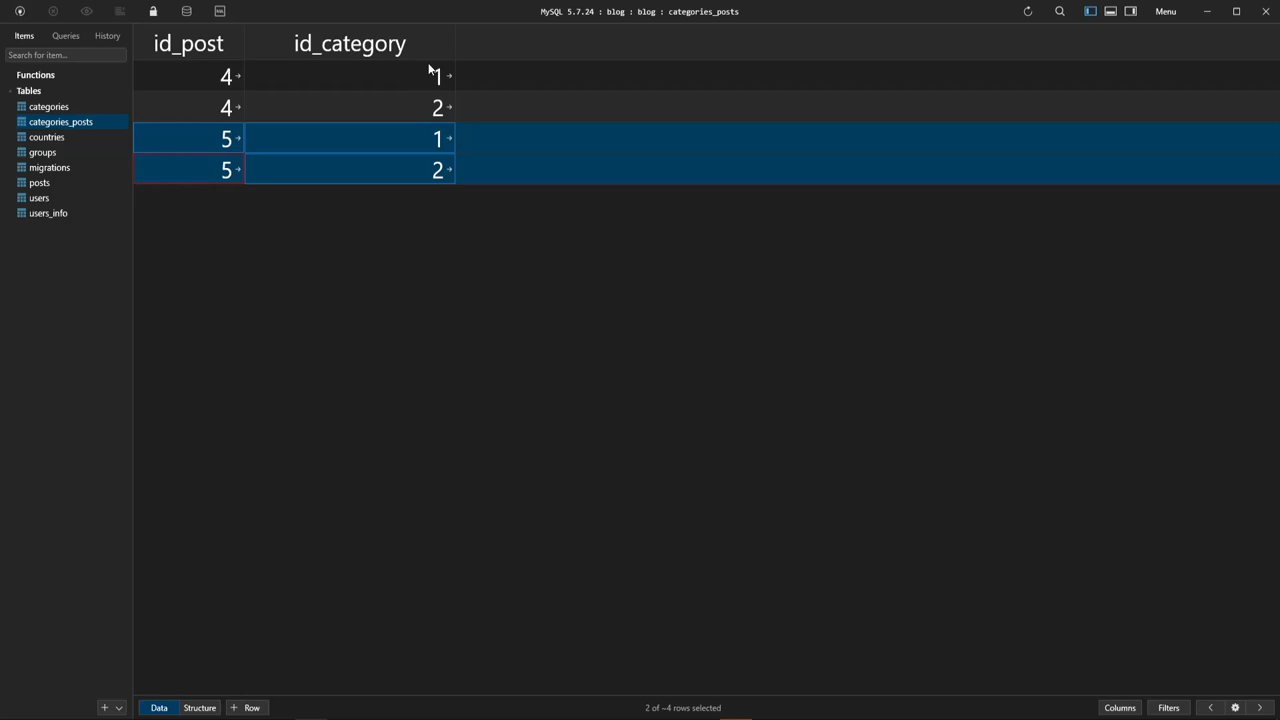 MySQL 5.7.24 : blog : blog : categories_posts
Menu
Items Queries History
Search for item...
Functions
Tables
categories
categories_posts
countries
groups
migrations
posts
users
users_info
id_post id_category
4 1
4 2
5 1
5 2
Data Structure + Row
2 of ~4 rows selected
Columns Filters